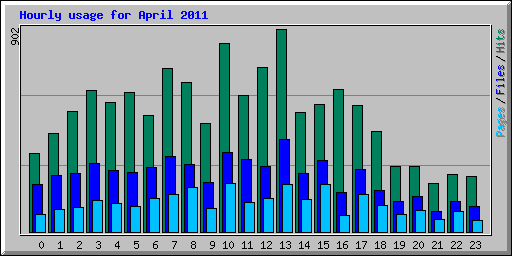 Hourly usage for April 2011
902
Pages / Files / Hits
0 1 2 3 4 5 6 7 8 9 10 11 12 13 14 15 16 17 18 19 20 21 22 23